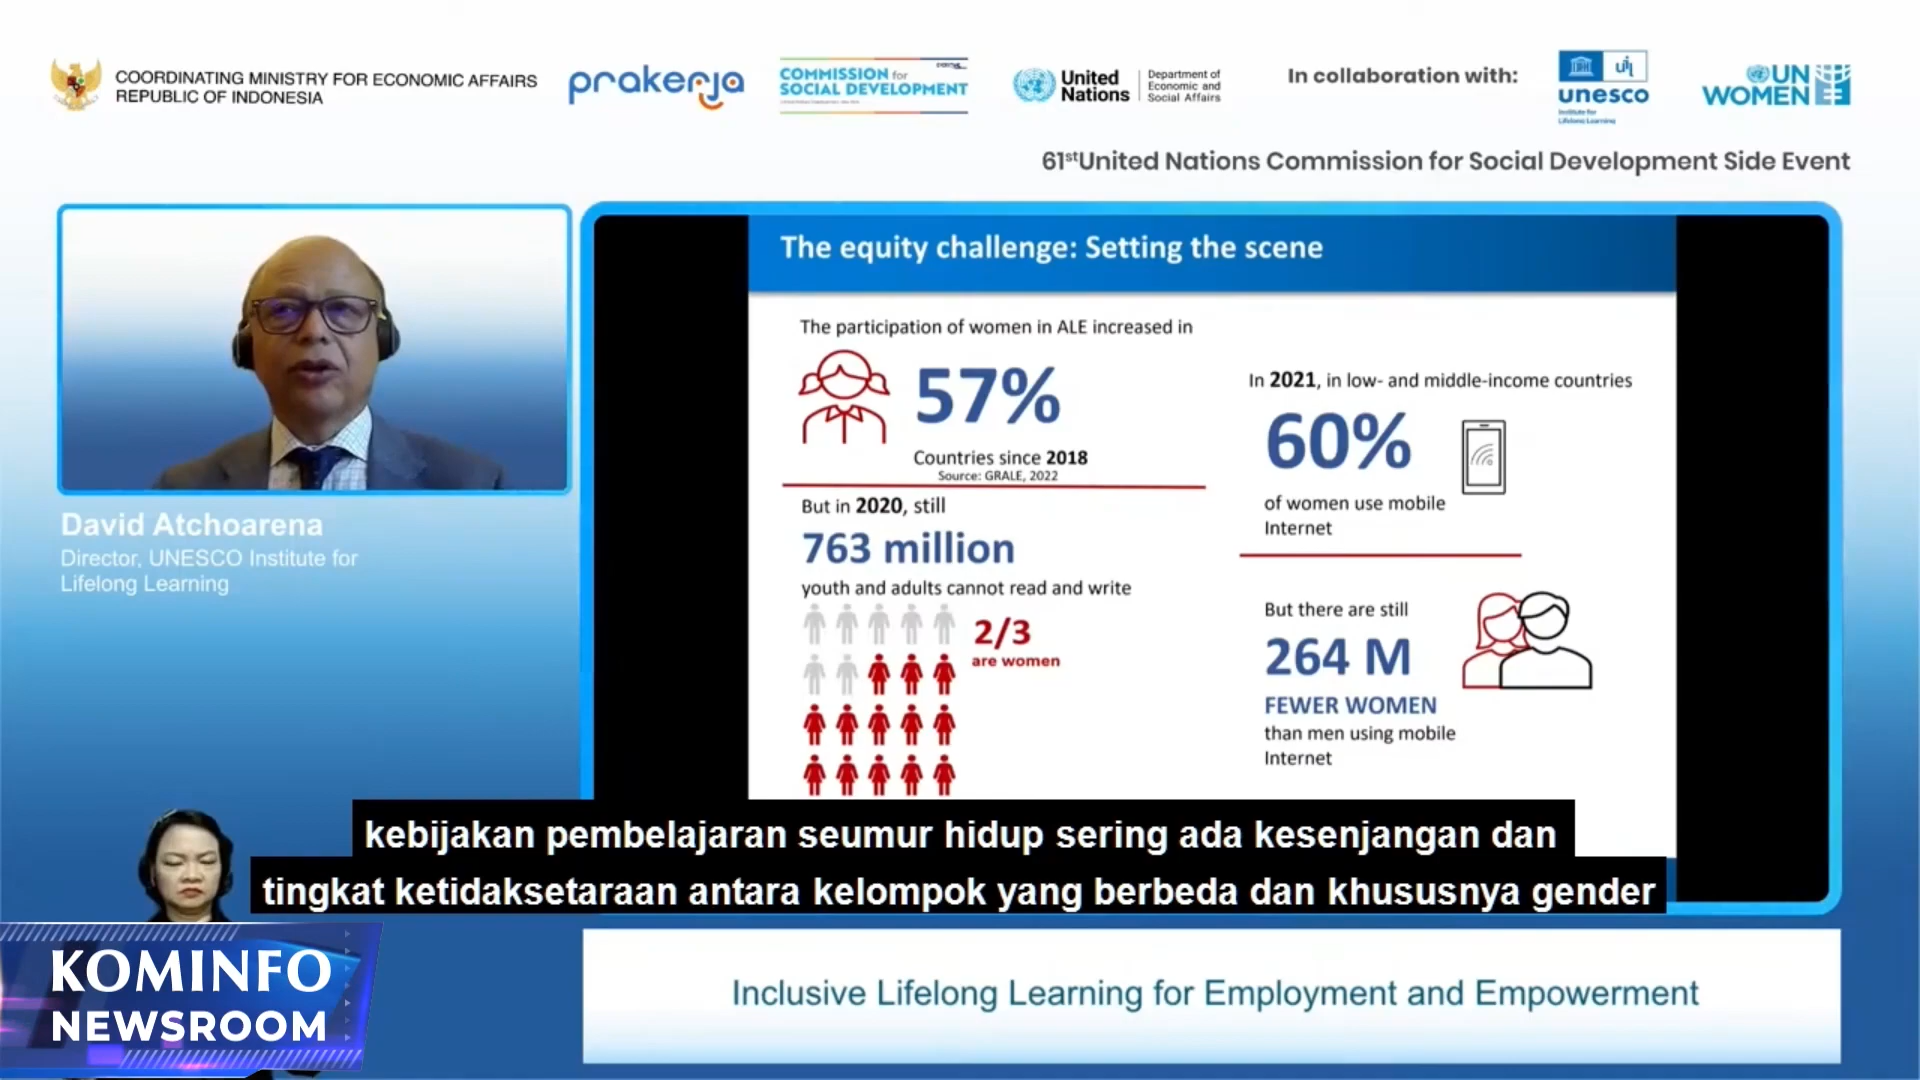 COORDINATING MINISTRY FOR ECONOMIC AFFAIRS
REPUBLIC OF INDONESIA
prakerja
COMMISSION for
SOCIAL DEVELOPMENT
United
Nations
Department of
Economic and
Social Affairs
In collaboration with:
unesco
Institute for
Lifelong Learning
UN
WOMEN
61stUnited Nations Commission for Social Development Side Event
David Atchoarena
Director, UNESCO Institute for
Lifelong Learning
The equity challenge: Setting the scene
The participation of women in ALE increased in
57%
Countries since 2018
Source: GRALE, 2022
But in 2020, still
763 million
youth and adults cannot read and write
2/3
are women
In 2021, in low- and middle-income countries
60%
of women use mobile
Internet
But there are still
264 M
FEWER WOMEN
than men using mobile
Internet
kebijakan pembelajaran seumur hidup sering ada kesenjangan dan
tingkat ketidaksetaraan antara kelompok yang berbeda dan khususnya gender
KOMINFO
NEWSROOM
Inclusive Lifelong Learning for Employment and Empowerment